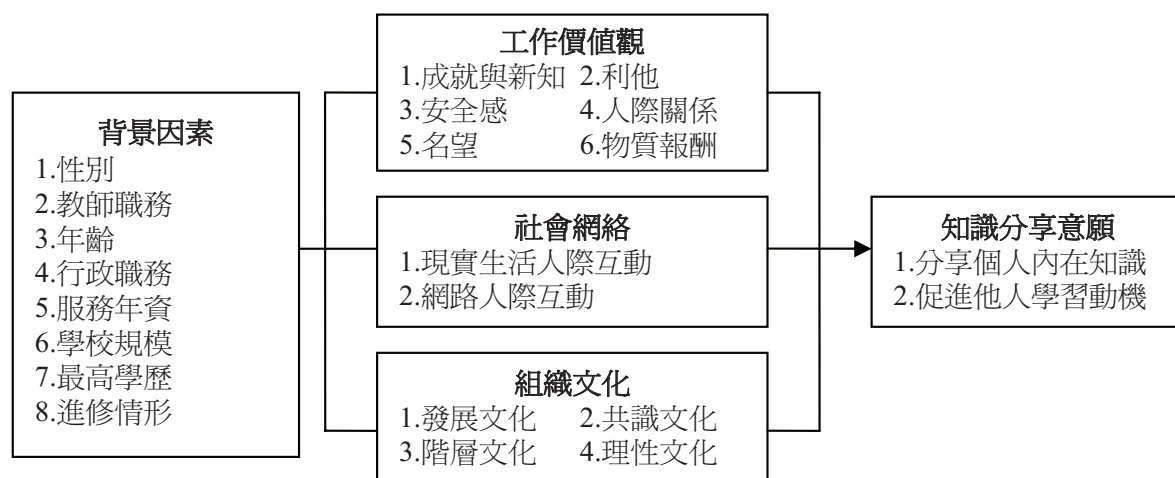 背景因素
1.性別
2.教師職務
3.年齡
4.行政職務
5.服務年資
6.學校規模
7.最高學歷
8.進修情形
工作價值觀
1.成就與新知 2.利他
3.安全感 4.人際關係
5.名望 6.物質報酬
社會網絡
1.現實生活人際互動
2.網路人際互動
組織文化
1.發展文化 2.共識文化
3.階層文化 4.理性文化
知識分享意願
1.分享個人內在知識
2.促進他人學習動機